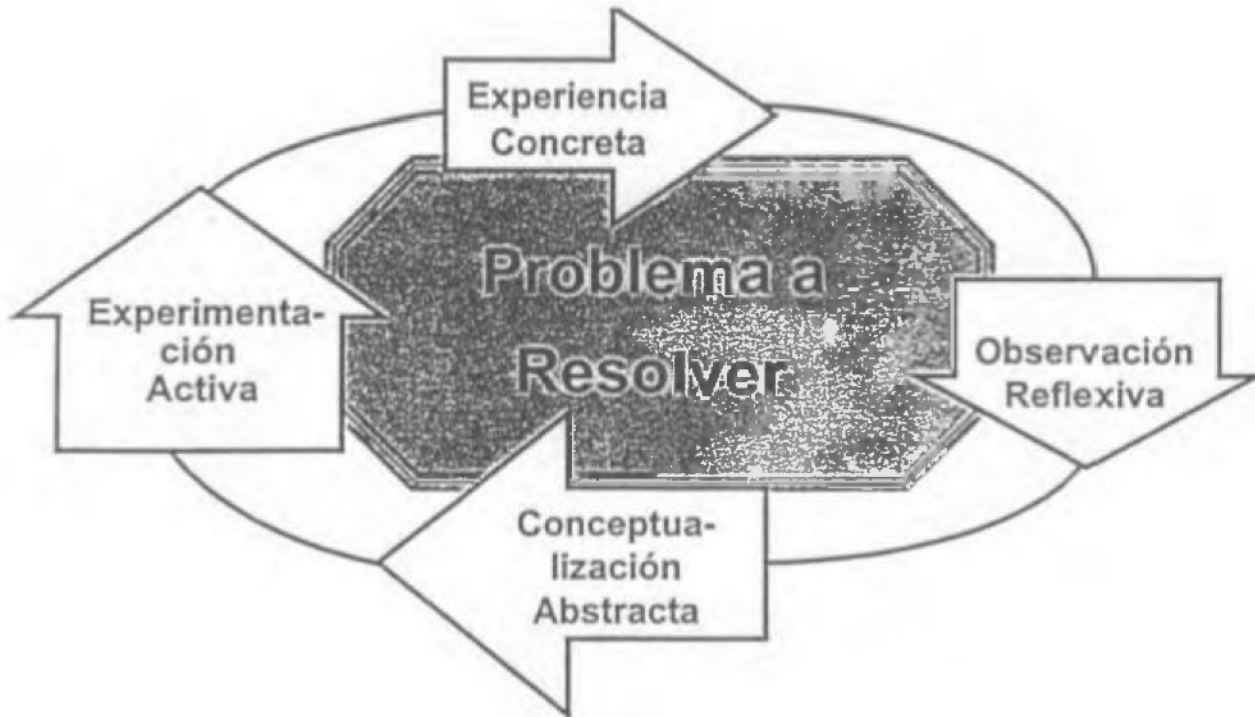 Experiencia
Concreta
Problema a
Resolver
Observación
Reflexiva
Conceptua-
lización
Abstracta
Experimenta-
ción
Activa